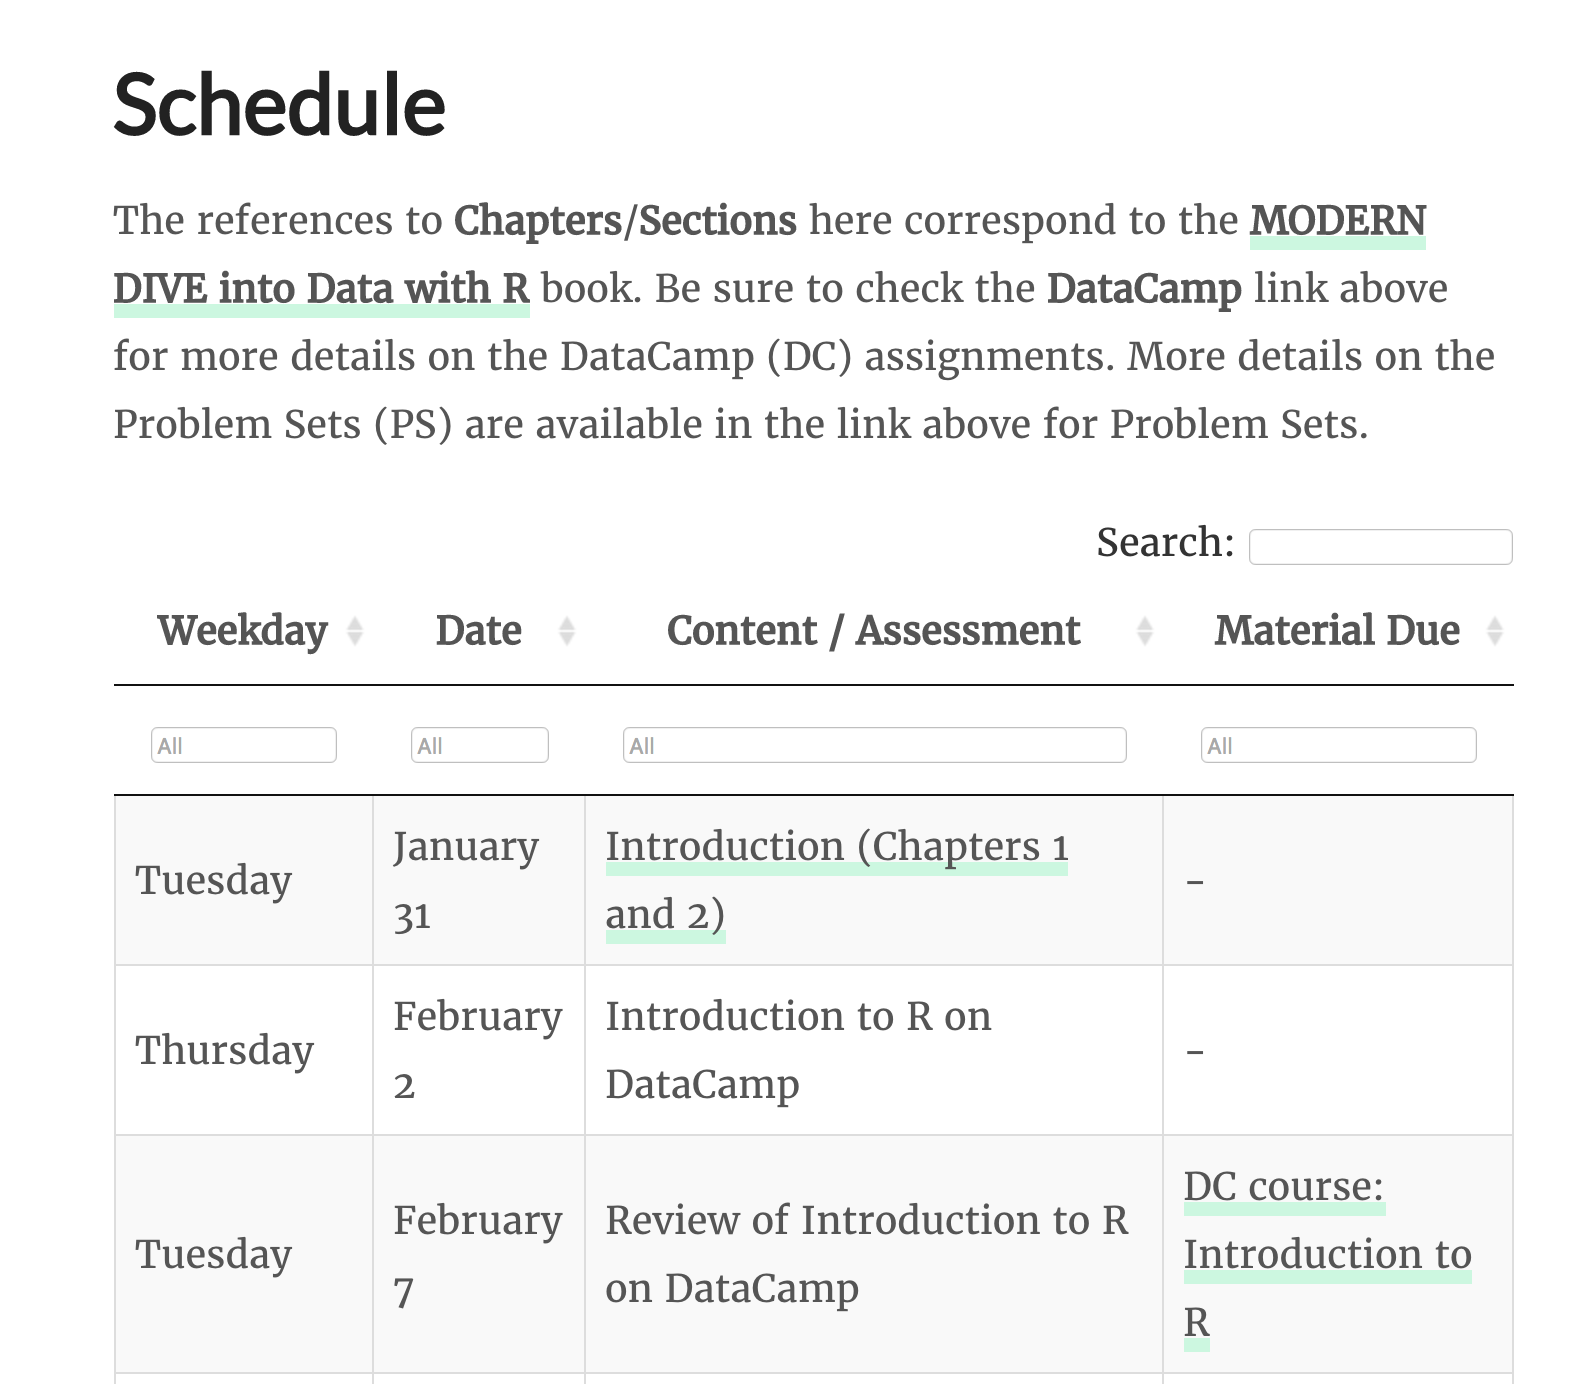 Schedule
The references to Chapters/Sections here correspond to the MODERN
DIVE into Data with R book. Be sure to check the DataCamp link above
for more details on the DataCamp (DC) assignments. More details on the
Problem Sets (PS) are available in the link above for Problem Sets.
Search:
Weekday Date Content / Assessment Material Due
All All All All
Tuesday
January
31
Introduction (Chapters 1
and 2)
-
Thursday
February
2
Introduction to R on
DataCamp
-
Tuesday
February
7
Review of Introduction to R
on DataCamp
DC course:
Introduction to
R